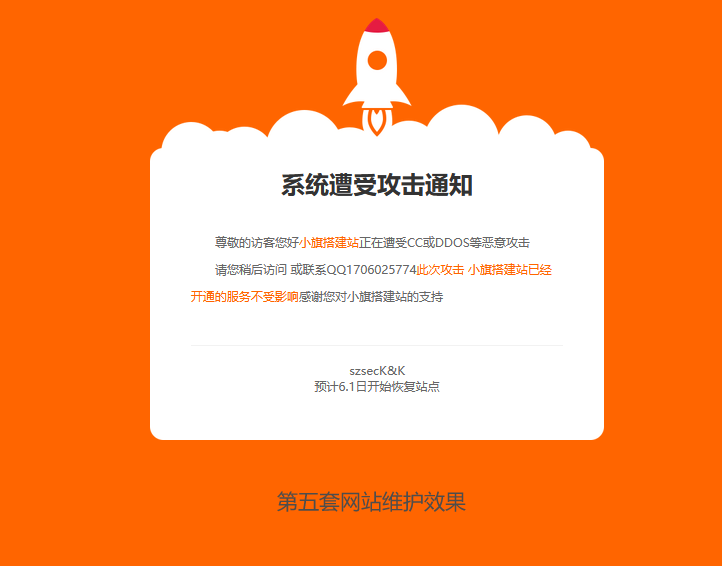 系统遭受攻击通知
尊敬的访客您好小旗搭建站正在遭受CC或DDOS等恶意攻击
请您稍后访问 或联系QQ1706025774此次攻击 小旗搭建站已经
开通的服务不受影响感谢您对小旗搭建站的支持
szsecK&K
预计6.1日开始恢复站点
第五套网站维护效果